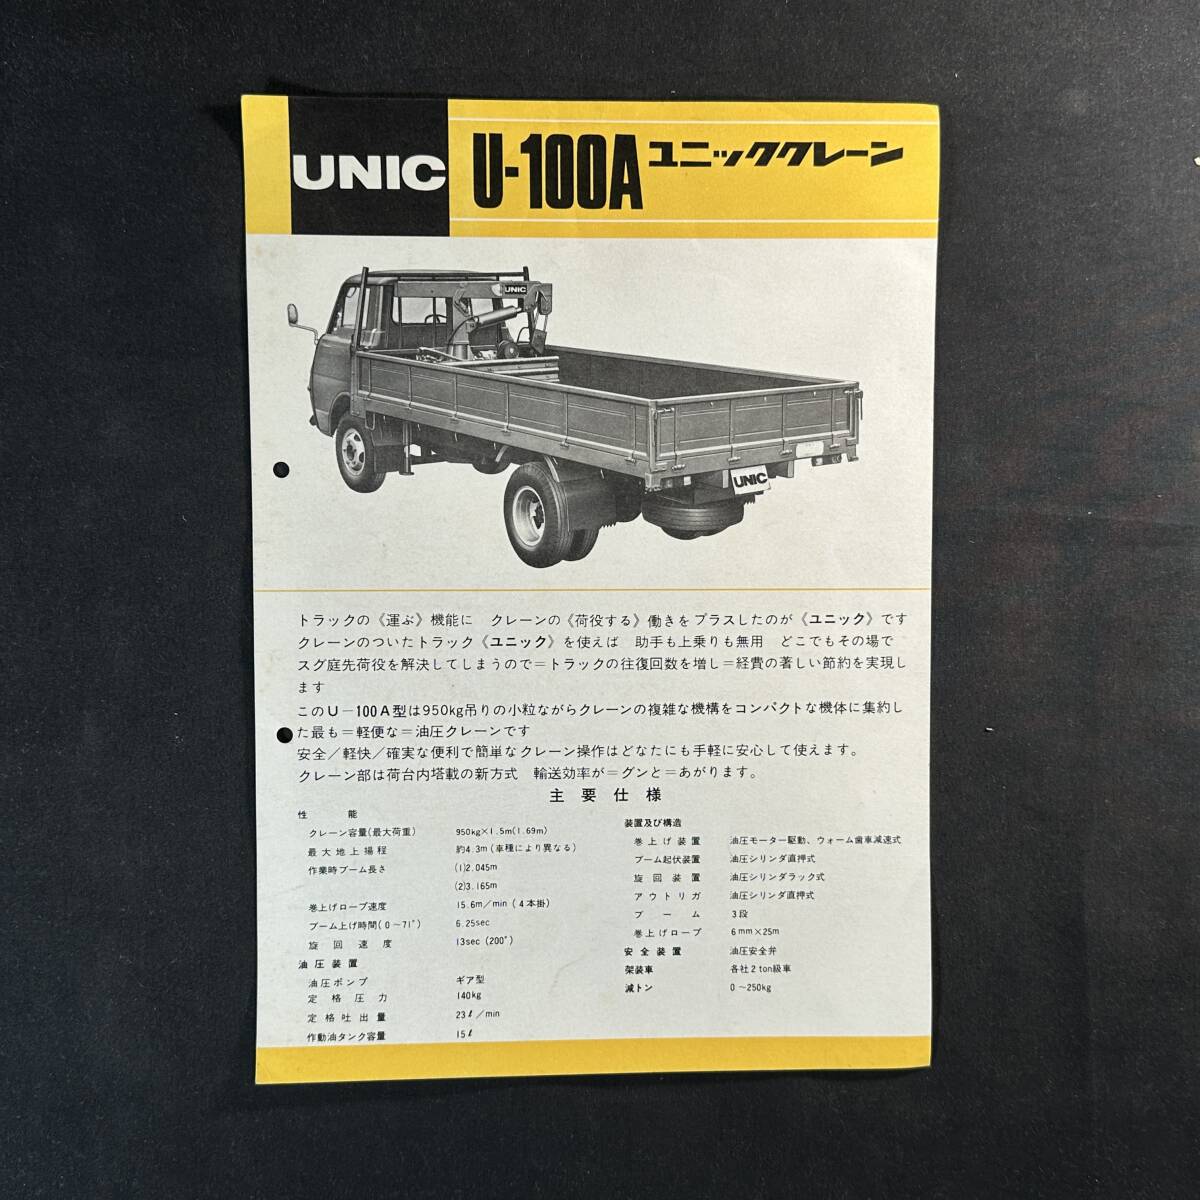 UNIC
U-100A ユニッククレーン
UNIC
UNIC
トラックの《運ぶ》機能に クレーンの《荷役する》働きをプラスしたのが《ユニック》です
クレーンのついたトラック《ユニック》を使えば 助手も上乗りも無用 どこでもその場で
スグ庭先荷役を解決してしまうので=トラックの往復回数を増し=経費の著しい節約を実現し
ます
このU-100A型は950kg吊りの小粒ながらクレーンの複雑な機構をコンパクトな機体に集約し
た最も=軽便な=油圧クレーンです
安全/軽快/確実な便利で簡単なクレーン操作はどなたにも手軽に安心して使えます。
クレーン部は荷台内塔載の新方式 輸送効率が=グンと=あがります。
主要仕様
性能
クレーン容量(最大荷重) 950kg×1.5m(1.69m)
最大地上揚程 約4.3m(車種により異なる)
作業時ブーム長さ (1)2.045m
(2)3.165m
巻上げロープ速度 15.6m/min(4本掛)
ブーム上げ時間(0~71°) 6.25sec
旋回速度 13sec(200°)
油圧装置
油圧ポンプ ギア型
定格圧力 140kg
定格吐出量 23ℓ/min
作動油タンク容量 15ℓ
装置及び構造
巻上げ装置 油圧モーター駆動、ウォーム歯車減速式
ブーム起伏装置 油圧シリンダ直押式
旋回装置 油圧シリンダラック式
アウトリガ 油圧シリンダ直押式
ブーム 3段
巻上げロープ 6mm×25m
安全装置 油圧安全弁
架装車 各社2ton級車
減トン 0~250kg